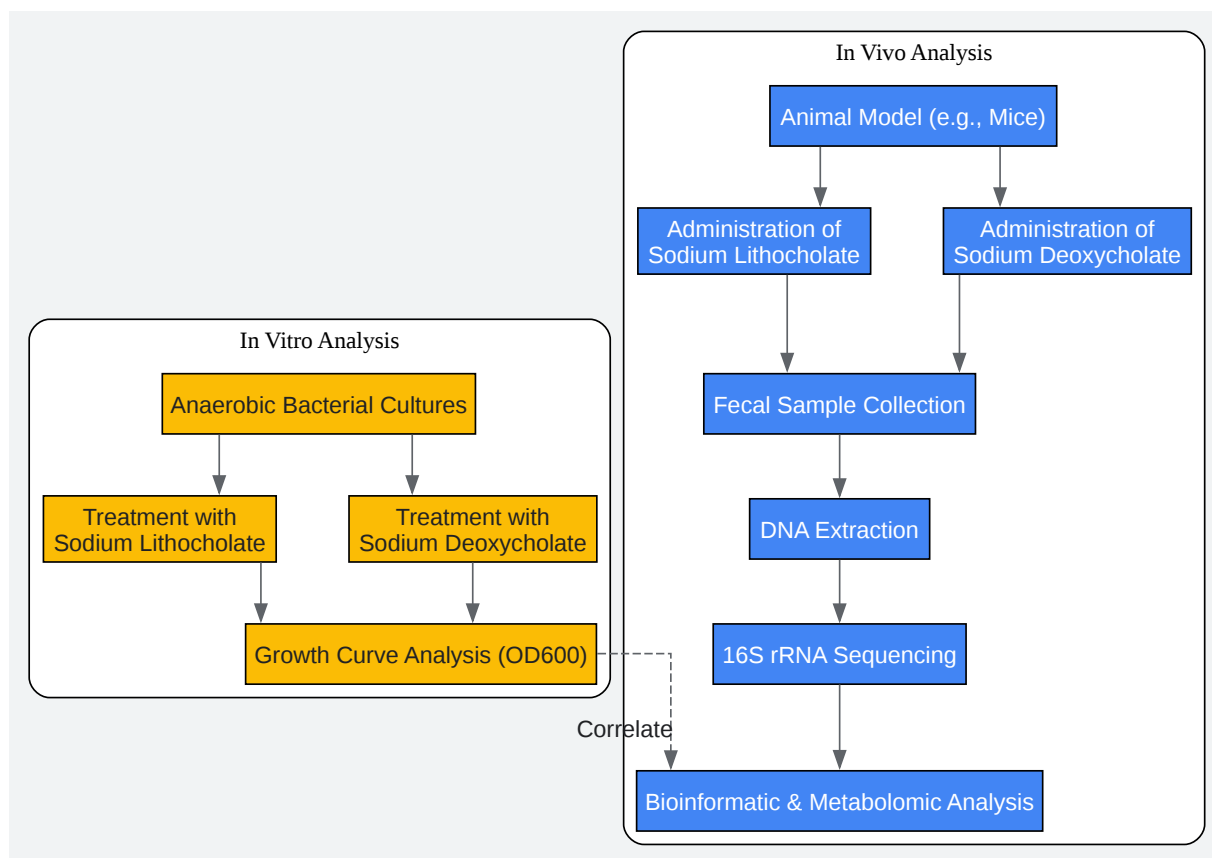 In Vivo Analysis
Animal Model (e.g., Mice)
Administration of
Sodium Lithocholate
Administration of
Sodium Deoxycholate
Fecal Sample Collection
DNA Extraction
16S rRNA Sequencing
Bioinformatic & Metabolomic Analysis
In Vitro Analysis
Anaerobic Bacterial Cultures
Treatment with
Sodium Lithocholate
Treatment with
Sodium Deoxycholate
Growth Curve Analysis (OD600)
Correlate